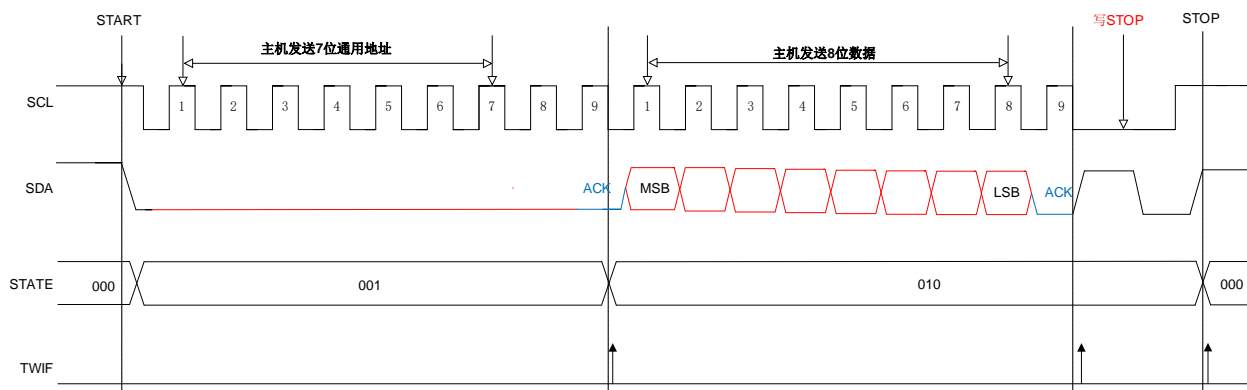 START
主机发送7位通用地址
主机发送8位数据
写STOP
STOP
SCL
1 2 3 4 5 6 7 8 9 1 2 3 4 5 6 7 8 9
SDA
ACK MSB LSB ACK
STATE
000 001 010 000
TWIF